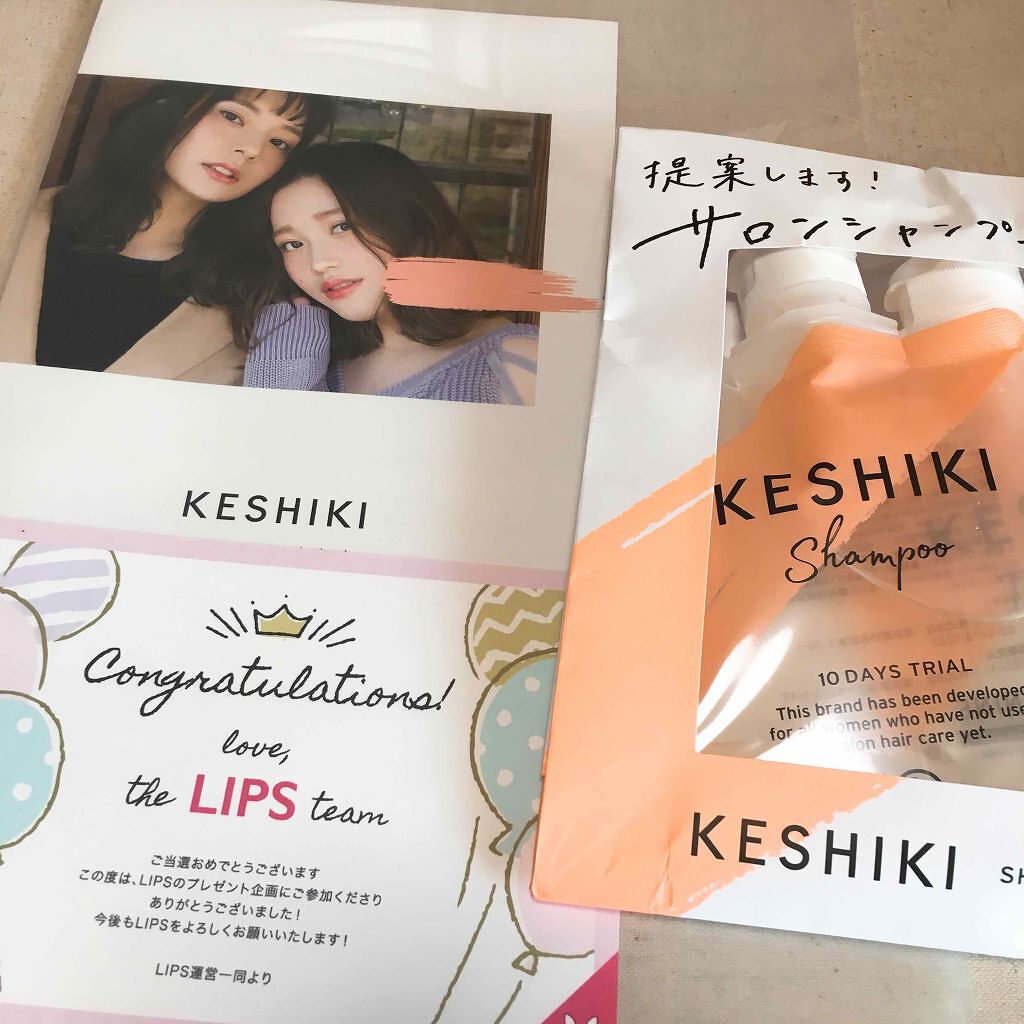 KESHIKI
Congratulations!
love,
the LIPS team
ご当選おめでとうございます
この度は、LIPSのプレゼント企画にご参加くださり
ありがとうございました!
今後もLIPSをよろしくお願いいたします!
LIPS運営一同より
提案します!
サロンシャンプー
KESHIKI
Shampoo
10 DAYS TRIAL
This brand has been developed
for all women who have not use
alon hair care yet.
KESHIKI
SH